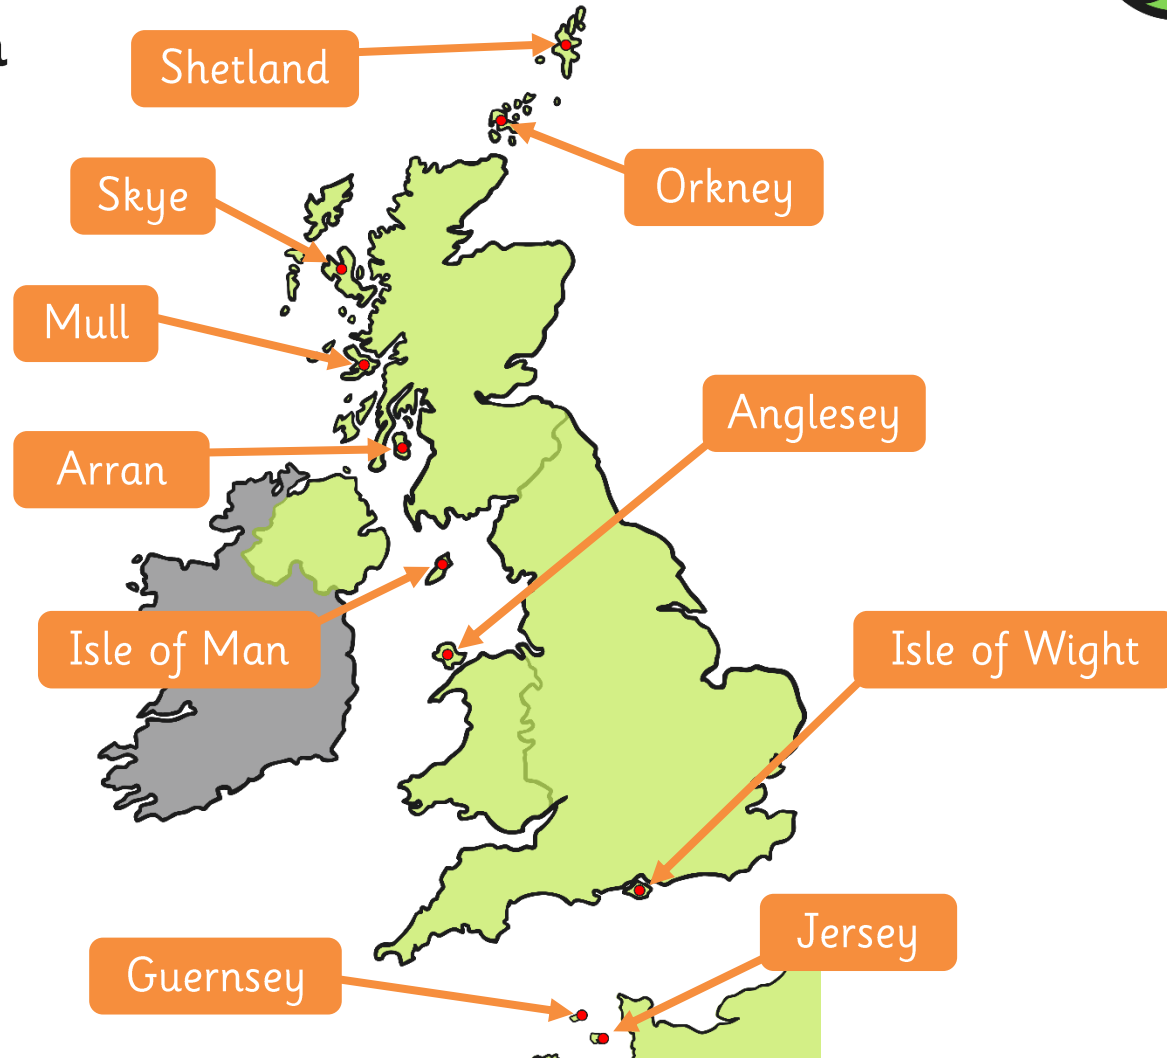 Shetland
Orkney
Skye
Mull
Anglesey
Arran
Isle of Man
Isle of Wight
Jersey
Guernsey